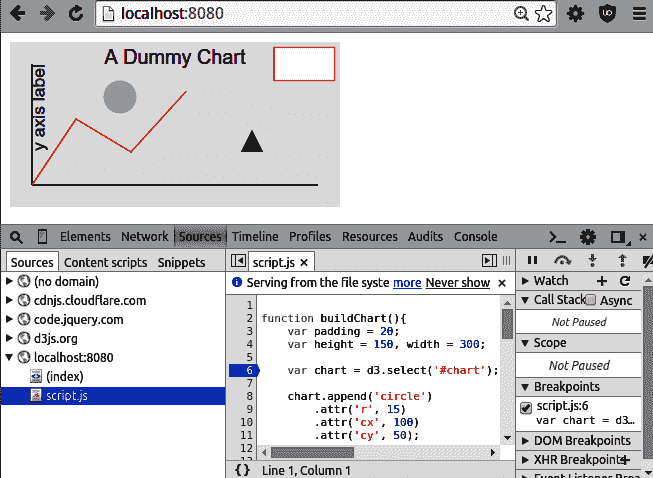 localhost:8080
A Dummy Chart
y axis label
Elements Network Sources Timeline Profiles Resources Audits Console
Sources Content scripts Snippets
(no domain)
cdnjs.cloudflare.com
code.jquery.com
d3js.org
localhost:8080
(index)
script.js
script.js ×
Serving from the file syste more Never show ×
1
2 function buildChart(){
3 var padding = 20;
4 var height = 150, width = 300;
5
6 var chart = d3.select('#chart');
7
8 chart.append('circle')
9 .attr('r', 15)
10 .attr('cx', 100)
11 .attr('cy', 50);
12
{} Line 1, Column 1
Watch
Call Stack Async
Not Paused
Scope
Not Paused
Breakpoints
script.js:6
var chart = d3…
DOM Breakpoints
XHR Breakpoints